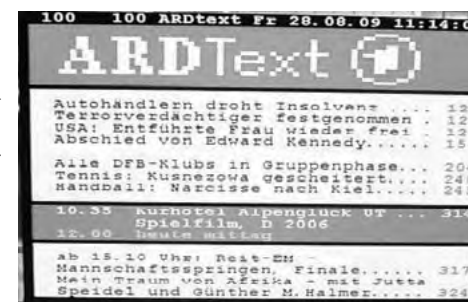 100 100 ARDtext Fr 28.08.09 11:14:0
ARDText
Autohändlern droht Insolvenz .... 12
Terrorverdächtiger festgenommen . 12
USA: Entführte Frau wieder frei . 12
Abschied von Edward Kennedy...... 15
Alle DFB-Klubs in Gruppenphase... 20
Tennis: Kusnezowa gescheitert.... 24
Handball: Narcisse nach Kiel..... 24
10.35 Kurhotel Alpenglück UT ... 31
Spielfilm, D 2006
12.00 heute mittag
ab 15.10 Uhr: Reit-EM -
Mannschaftsspringen, Finale...... 317
Mein Traum von Afrika - mit Jutta
Speidel und Günther M.Halmer..... 324